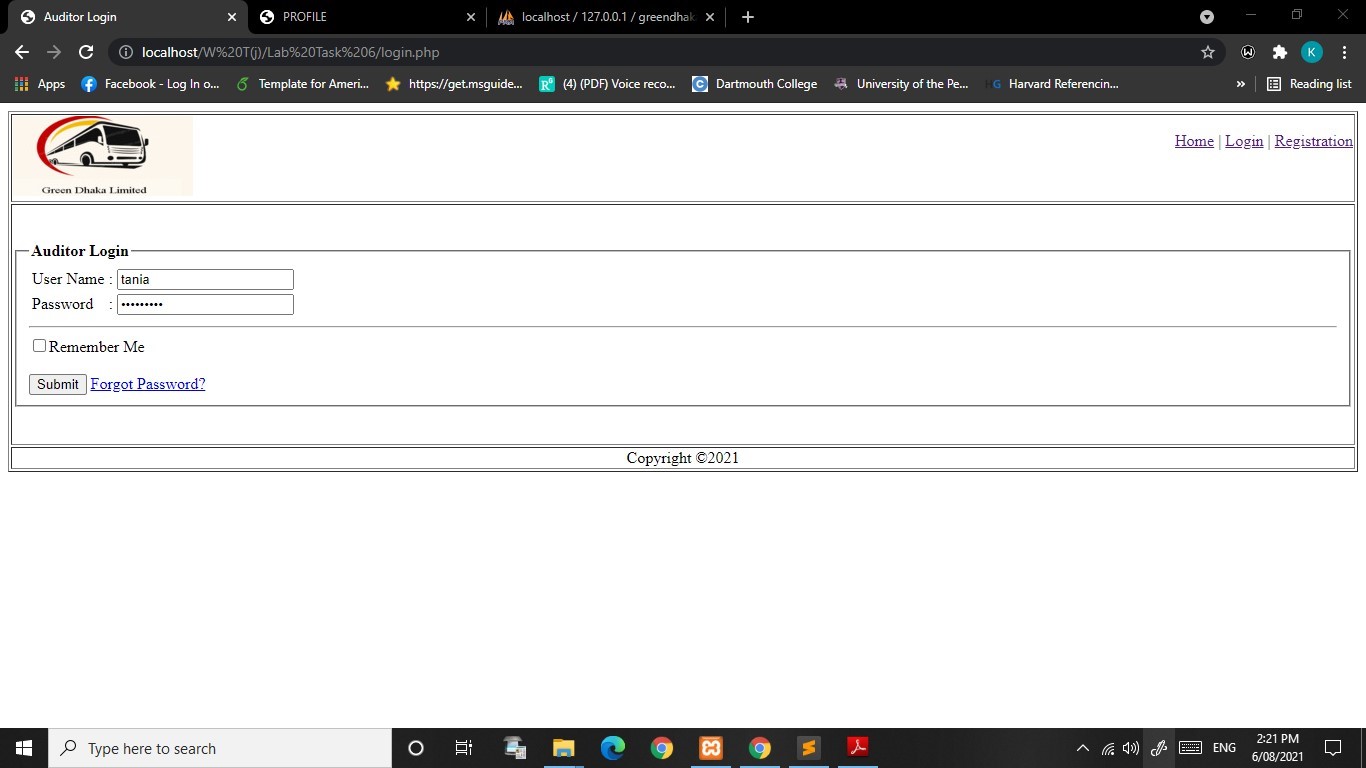 Auditor Login
PROFILE
localhost / 127.0.0.1 / greendhak
localhost/W%20T(j)/Lab%20Task%206/login.php
K
Apps
Facebook - Log In o...
Template for Ameri...
https://get.msguide...
(4) (PDF) Voice reco...
Dartmouth College
University of the Pe...
HG Harvard Referencin...
»
Reading list
Green Dhaka Limited
Home | Login | Registration
Auditor Login
User Name : tania
Password : •••••••••
Remember Me
Submit Forgot Password?
Copyright ©2021
Type here to search
ENG
2:21 PM
6/08/2021